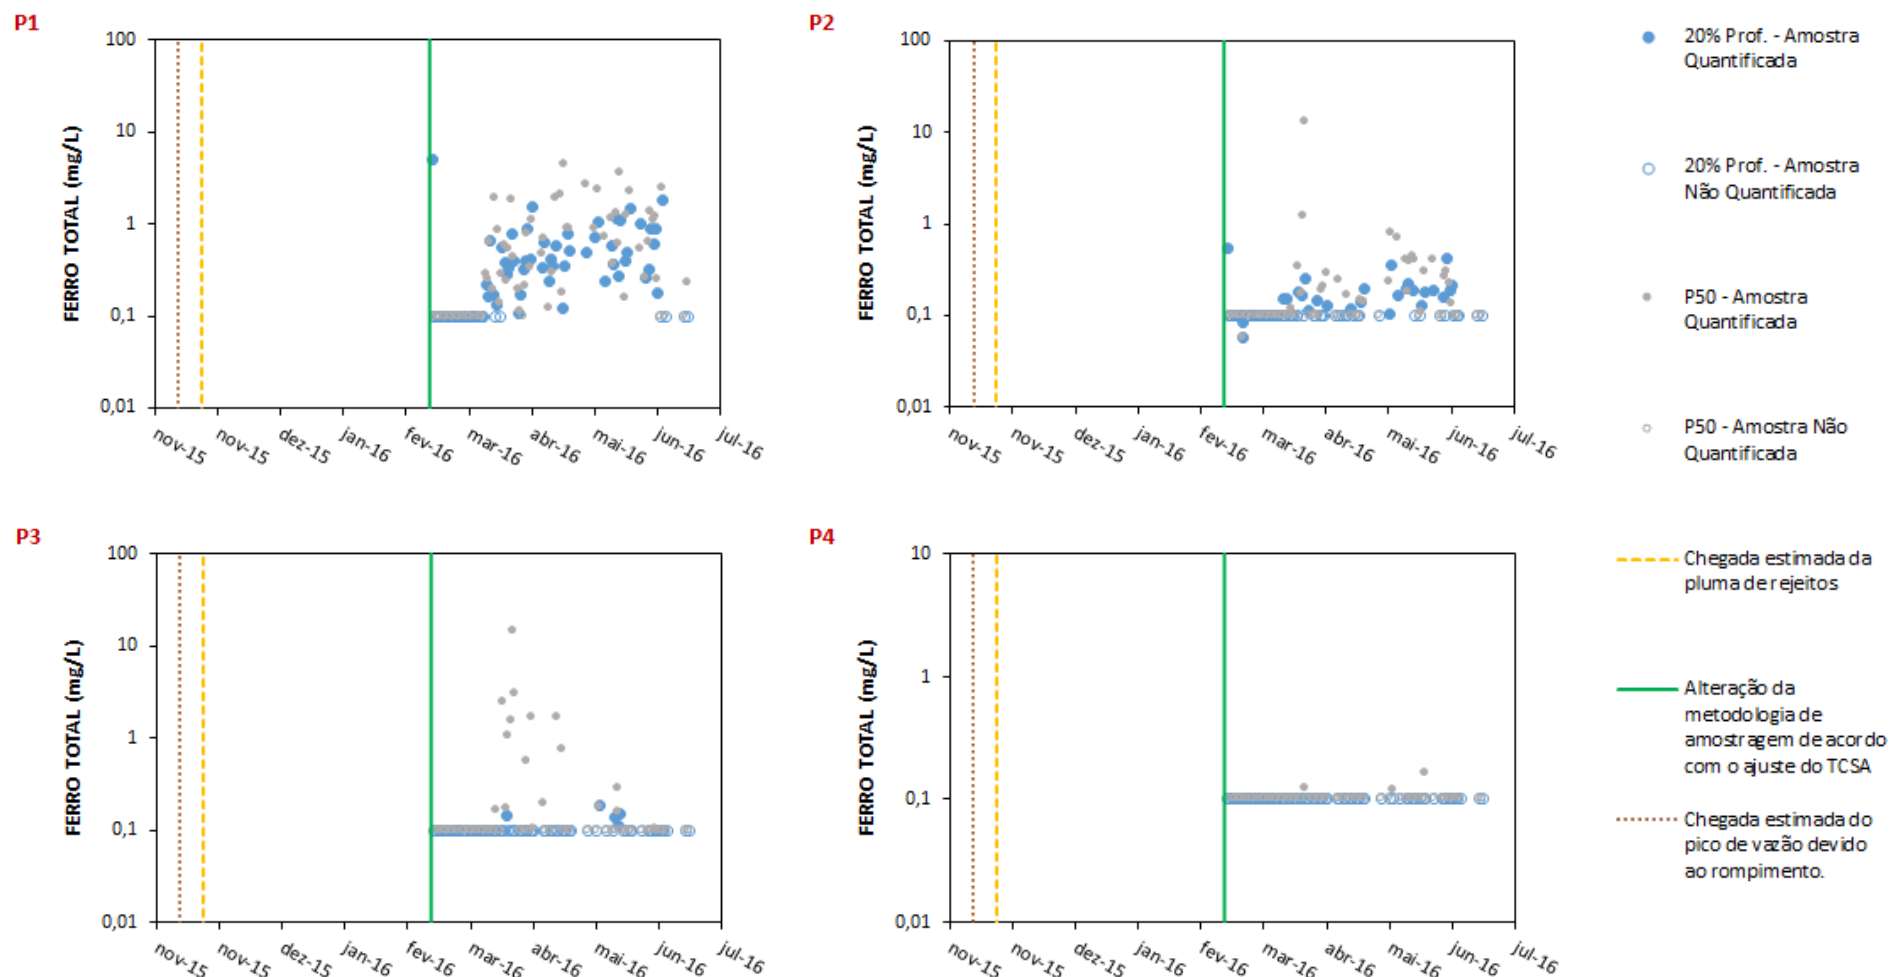 P1
FERRO TOTAL (mg/L)
100
10
1
0,1
0,01
nov-15
nov-15
dez-15
jan-16
fev-16
mar-16
abr-16
mai-16
jun-16
jul-16
P2
FERRO TOTAL (mg/L)
100
10
1
0,1
0,01
nov-15
nov-15
dez-15
jan-16
fev-16
mar-16
abr-16
mai-16
jun-16
jul-16
P3
FERRO TOTAL (mg/L)
100
10
1
0,1
0,01
nov-15
nov-15
dez-15
jan-16
fev-16
mar-16
abr-16
mai-16
jun-16
jul-16
P4
FERRO TOTAL (mg/L)
10
1
0,1
0,01
nov-15
nov-15
dez-15
jan-16
fev-16
mar-16
abr-16
mai-16
jun-16
jul-16
20% Prof. - Amostra
Quantificada
20% Prof. - Amostra
Não Quantificada
P50 - Amostra
Quantificada
P50 - Amostra Não
Quantificada
Chegada estimada da
pluma de rejeitos
Alteração da
metodologia de
amostragem de acordo
com o ajuste do TCSA
Chegada estimada do
pico de vazão devido
ao rompimento.